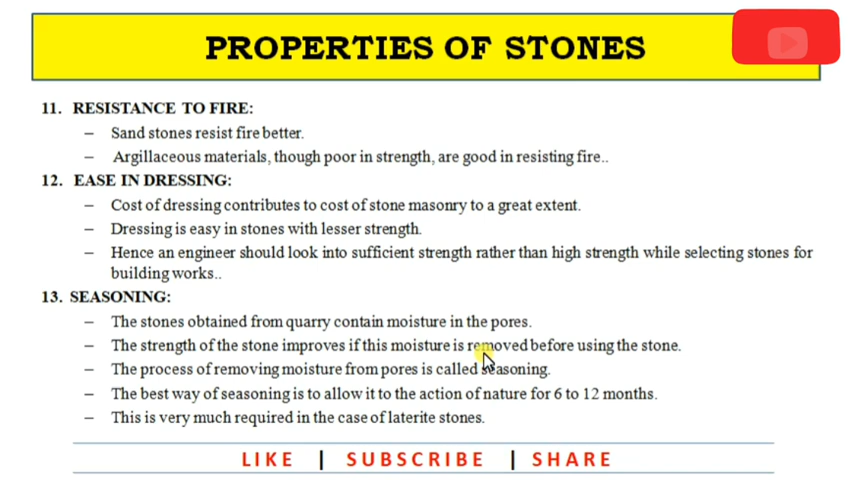 PROPERTIES OF STONES
11. RESISTANCE TO FIRE:
– Sand stones resist fire better.
– Argillaceous materials, though poor in strength, are good in resisting fire..
12. EASE IN DRESSING:
– Cost of dressing contributes to cost of stone masonry to a great extent.
– Dressing is easy in stones with lesser strength.
– Hence an engineer should look into sufficient strength rather than high strength while selecting stones for
building works..
13. SEASONING:
– The stones obtained from quarry contain moisture in the pores.
– The strength of the stone improves if this moisture is removed before using the stone.
– The process of removing moisture from pores is called seasoning.
– The best way of seasoning is to allow it to the action of nature for 6 to 12 months.
– This is very much required in the case of laterite stones.
LIKE | SUBSCRIBE | SHARE